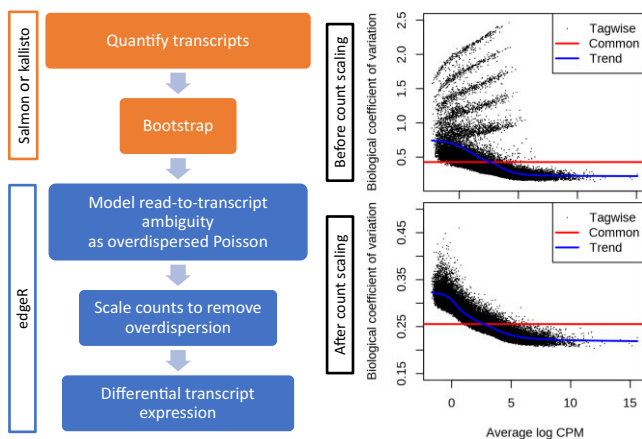 Salmon or kallisto
Quantify transcripts
Bootstrap
edgeR
Model read-to-transcript
ambiguity
as overdispersed Poisson
Scale counts to remove
overdispersion
Differential transcript
expression
Before count scaling
Biological coefficient of variation
2.5
2.0
1.5
1.0
0.5
Tagwise
Common
Trend
After count scaling
Biological coefficient of variation
0.45
0.35
0.25
0.15
Tagwise
Common
Trend
0 5 10 15
Average log CPM